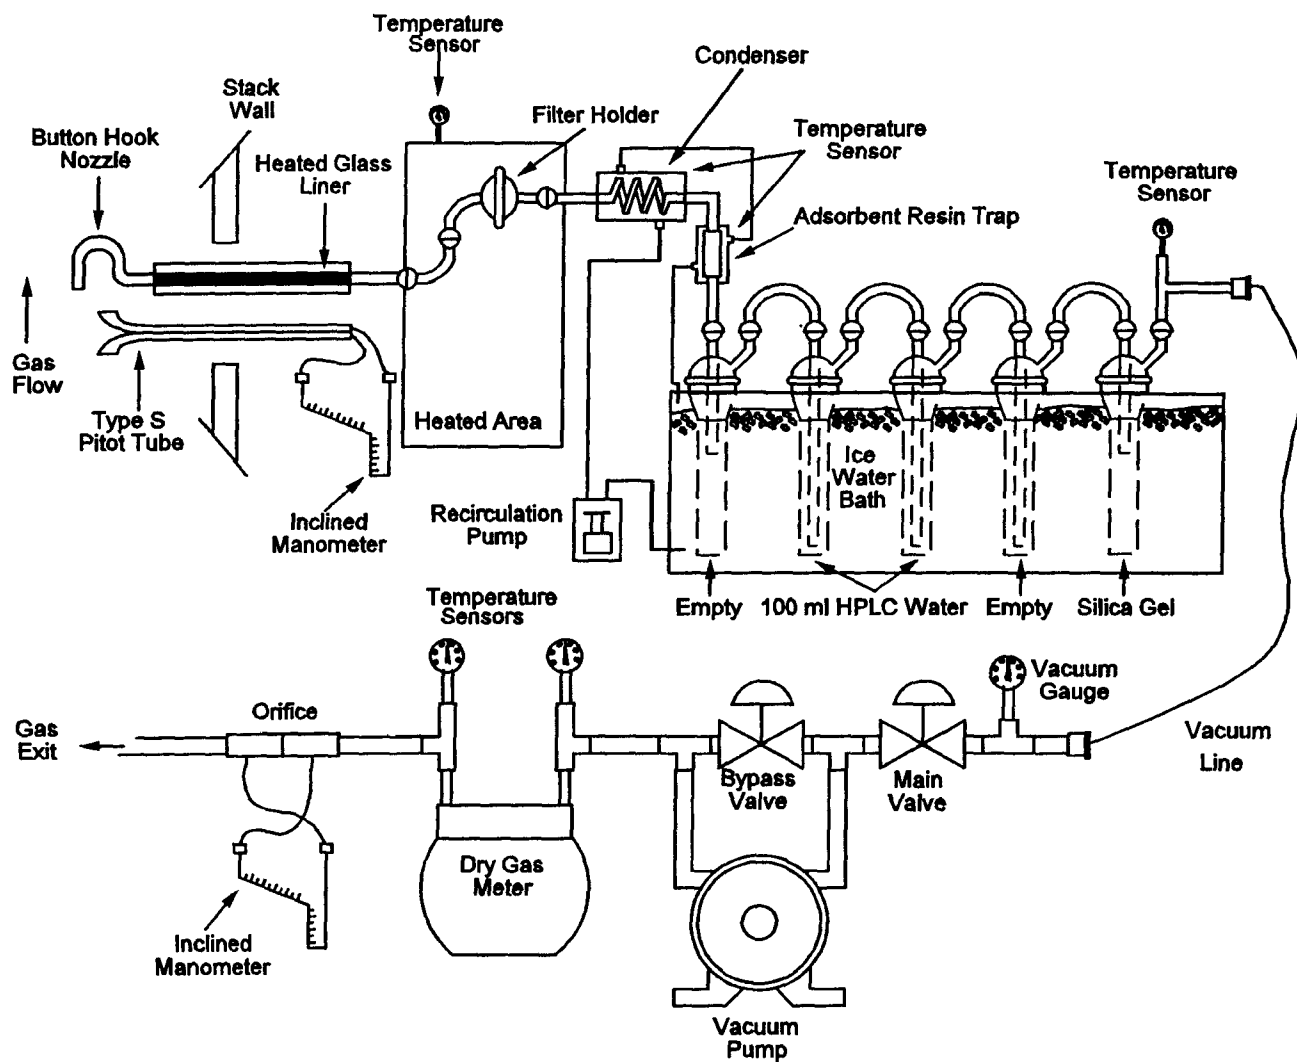 Temperature
Sensor
Condenser
Stack
Wall
Filter Holder
Button Hook
Nozzle
Heated Glass
Liner
Temperature
Sensor
Temperature
Sensor
Adsorbent Resin Trap
Gas
Flow
Type S
Pitot Tube
Heated Area
Ice
Water
Bath
Inclined
Manometer
Recirculation
Pump
Empty
100 ml HPLC Water
Empty
Silica Gel
Temperature
Sensors
Vacuum
Gauge
Orifice
Gas
Exit
Vacuum
Line
Bypass
Valve
Main
Valve
Dry Gas
Meter
Inclined
Manometer
Vacuum
Pump